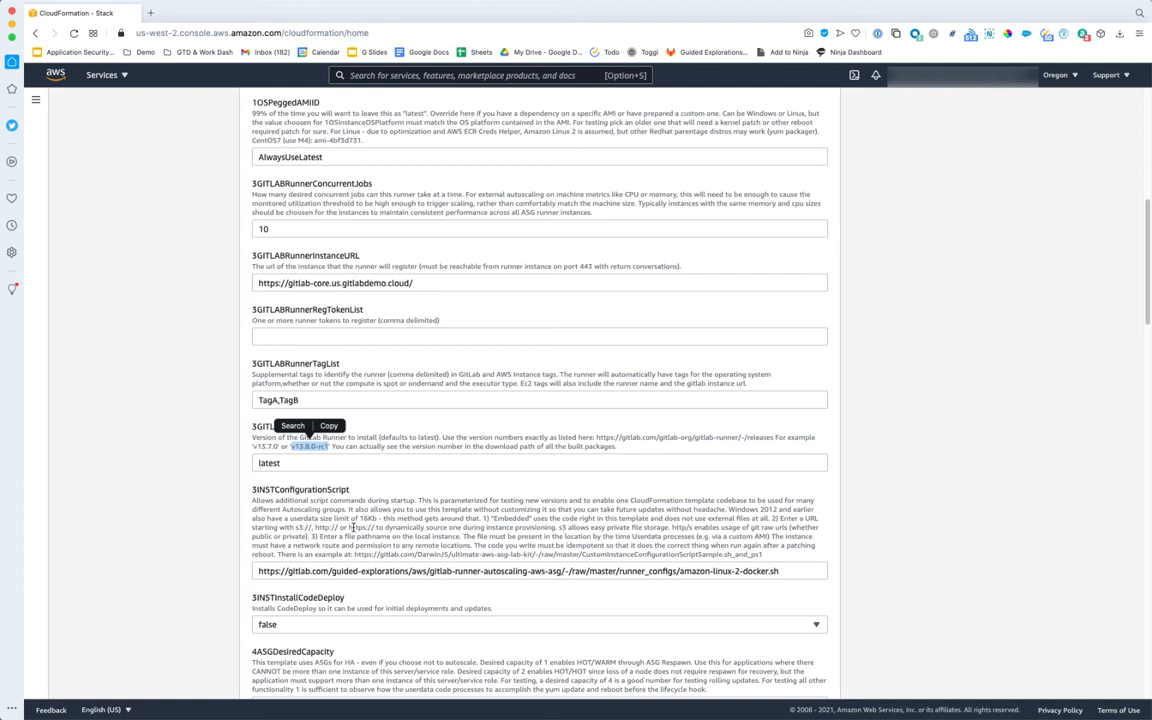 CloudFormation - Stack
us-west-2.console.aws.amazon.com/cloudformation/home
Application Security...
Demo
GTD & Work Dash
Inbox (182)
Calendar
G Slides
Google Docs
Sheets
My Drive - Google D...
Todo
Toggl
Guided Explorations...
Add to Ninja
Ninja Dashboard
aws
Services
Search for services, features, marketplace products, and docs
[Option+S]
Oregon
Support
1OSPeggedAMIID
99% of the time you will want to leave this as "latest". Override here if you have a dependency on a specific AMI or have prepared a custom one. Can be Windows or Linux, but
the value choosen for 1OSInstanceOSPlatform must match the OS platform contained in the AMI. For testing pick an older one that will need a kernel patch or other reboot
required patch for sure. For Linux - due to optimization and AWS ECR Creds Helper, Amazon Linux 2 is assumed, but other Redhat parentage distros may work (yum packager).
CentOS7 (use M4): ami-4bf3d731.
AlwaysUseLatest
3GITLABRunnerConcurrentJobs
How many desired concurrent jobs can this runner take at a time. For external autoscaling on machine metrics like CPU or memory, this will need to be enough to cause the
monitored utilization threshold to be high enough to trigger scaling, rather than comfortably match the machine size. Typically instances with the same memory and cpu sizes
should be choosen for the instances to maintain consistent performance across all ASG runner instances.
10
3GITLABRunnerInstanceURL
The url of the instance that the runner will register (must be reachable from runner instance on port 443 with return conversations).
https://gitlab-core.us.gitlabdemo.cloud/
3GITLABRunnerRegTokenList
One or more runner tokens to register (comma delimited)
3GITLABRunnerTagList
Supplemental tags to identify the runner (comma delimited) in GitLab and AWS Instance tags. The runner will automatically have tags for the operating system
platform,whether or not the compute is spot or ondemand and the executor type. Ec2 tags will also include the runner name and the gitlab instance url.
TagA,TagB
3GITL
Search
Copy
Version of the GitLab Runner to install (defaults to latest). Use the version numbers exactly as listed here: https://gitlab.com/gitlab-org/gitlab-runner/-/releases For example
'v13.7.0' or 'v13.8.0-rc1' You can actually see the version number in the download path of all the built packages.
latest
3INSTConfigurationScript
Allows additional script commands during startup. This is parameterized for testing new versions and to enable one CloudFormation template codebase to be used for many
different Autoscaling groups. It also allows you to use this template without customizing it so that you can take future updates without headache. Windows 2012 and earlier
also have a userdata size limit of 16Kb - this method gets around that. 1) "Embedded" uses the code right in this template and does not use external files at all. 2) Enter a URL
starting with s3://, http:// or https:// to dynamically source one during instance provisioning. s3 allows easy private file storage. http/s enables usage of git raw urls (whether
public or private). 3) Enter a file pathname on the local instance. The file must be present in the location by the time Userdata processes (e.g. via a custom AMI) The instance
must have a network route and permission to any remote locations. The code you write must be idempotent so that it does the correct thing when run again after a patching
reboot. There is an example at: https://gitlab.com/DarwinJS/ultimate-aws-asg-lab-kit/-/raw/master/CustomInstanceConfigurationScriptSample.sh_and_ps1
https://gitlab.com/guided-explorations/aws/gitlab-runner-autoscaling-aws-asg/-/raw/master/runner_configs/amazon-linux-2-docker.sh
3INSTInstallCodeDeploy
Installs CodeDeploy so it can be used for initial deployments and updates.
false
4ASGDesiredCapacity
This template uses ASGs for HA - even if you choose not to autoscale. Desired capacity of 1 enables HOT/WARM through ASG Respawn. Use this for applications where there
CANNOT be more than one instance of this server/service role. Desired capacity of 2 enables HOT/HOT since loss of a node does not require respawn for recovery, but the
application must support more than one instance of this server/service role. For testing, a desired capacity of 4 is a good number for testing rolling updates. For testing all other
functionality 1 is sufficient to observe how the userdata code processes to accomplish the yum update and reboot before the lifecycle hook.
Feedback
English (US)
© 2008 - 2021, Amazon Web Services, Inc. or its affiliates. All rights reserved.
Privacy Policy
Terms of Use